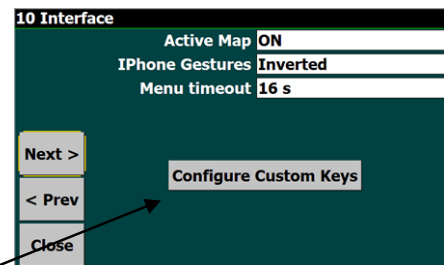 10 Interface
Active Map ON
IPhone Gestures Inverted
Menu timeout 16 s
Next >
Configure Custom Keys
< Prev
Close